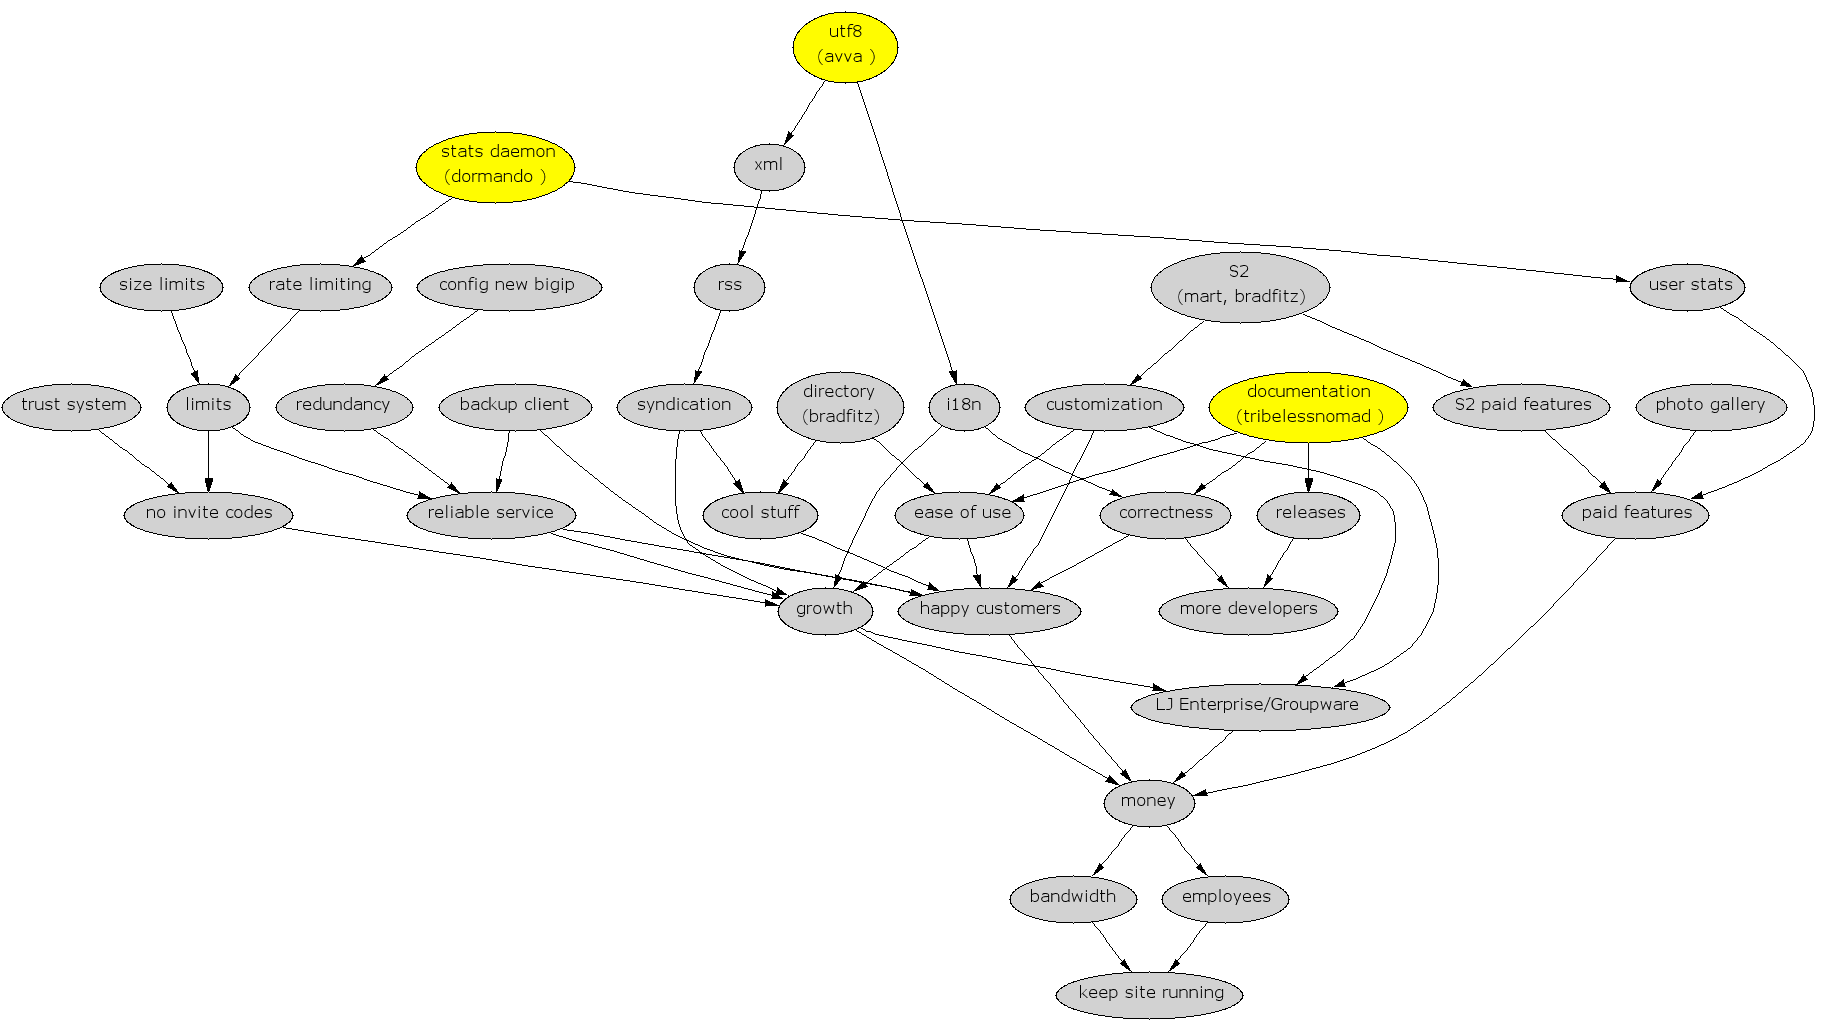 utf8
(avva )
stats daemon
(dormando )
xml
size limits
rate limiting
config new bigip
rss
S2
(mart, bradfitz)
user stats
trust system
limits
redundancy
backup client
syndication
directory
(bradfitz)
i18n
customization
documentation
(tribelessnomad )
S2 paid features
photo gallery
no invite codes
reliable service
cool stuff
ease of use
correctness
releases
paid features
growth
happy customers
more developers
LJ Enterprise/Groupware
money
bandwidth
employees
keep site running